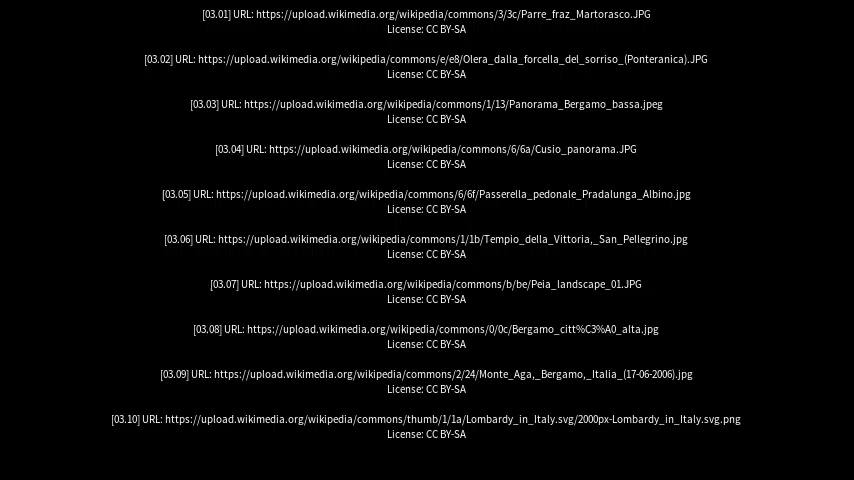 [03.01] URL: https://upload.wikimedia.org/wikipedia/commons/3/3c/Parre_fraz_Martorasco.JPG
License: CC BY-SA
[03.02] URL: https://upload.wikimedia.org/wikipedia/commons/e/e8/Olera_dalla_forcella_del_sorriso_(Ponteranica).JPG
License: CC BY-SA
[03.03] URL: https://upload.wikimedia.org/wikipedia/commons/1/13/Panorama_Bergamo_bassa.jpeg
License: CC BY-SA
[03.04] URL: https://upload.wikimedia.org/wikipedia/commons/6/6a/Cusio_panorama.JPG
License: CC BY-SA
[03.05] URL: https://upload.wikimedia.org/wikipedia/commons/6/6f/Passerella_pedonale_Pradalunga_Albino.jpg
License: CC BY-SA
[03.06] URL: https://upload.wikimedia.org/wikipedia/commons/1/1b/Tempio_della_Vittoria,_San_Pellegrino.jpg
License: CC BY-SA
[03.07] URL: https://upload.wikimedia.org/wikipedia/commons/b/be/Peia_landscape_01.JPG
License: CC BY-SA
[03.08] URL: https://upload.wikimedia.org/wikipedia/commons/0/0c/Bergamo_citt%C3%A0_alta.jpg
License: CC BY-SA
[03.09] URL: https://upload.wikimedia.org/wikipedia/commons/2/24/Monte_Aga,_Bergamo,_Italia_(17-06-2006).jpg
License: CC BY-SA
[03.10] URL: https://upload.wikimedia.org/wikipedia/commons/thumb/1/1a/Lombardy_in_Italy.svg/2000px-Lombardy_in_Italy.svg.png
License: CC BY-SA